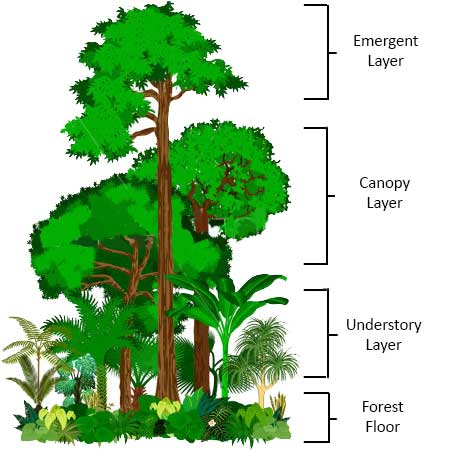 Emergent
Layer
Canopy
Layer
Understory
Layer
Forest
Floor